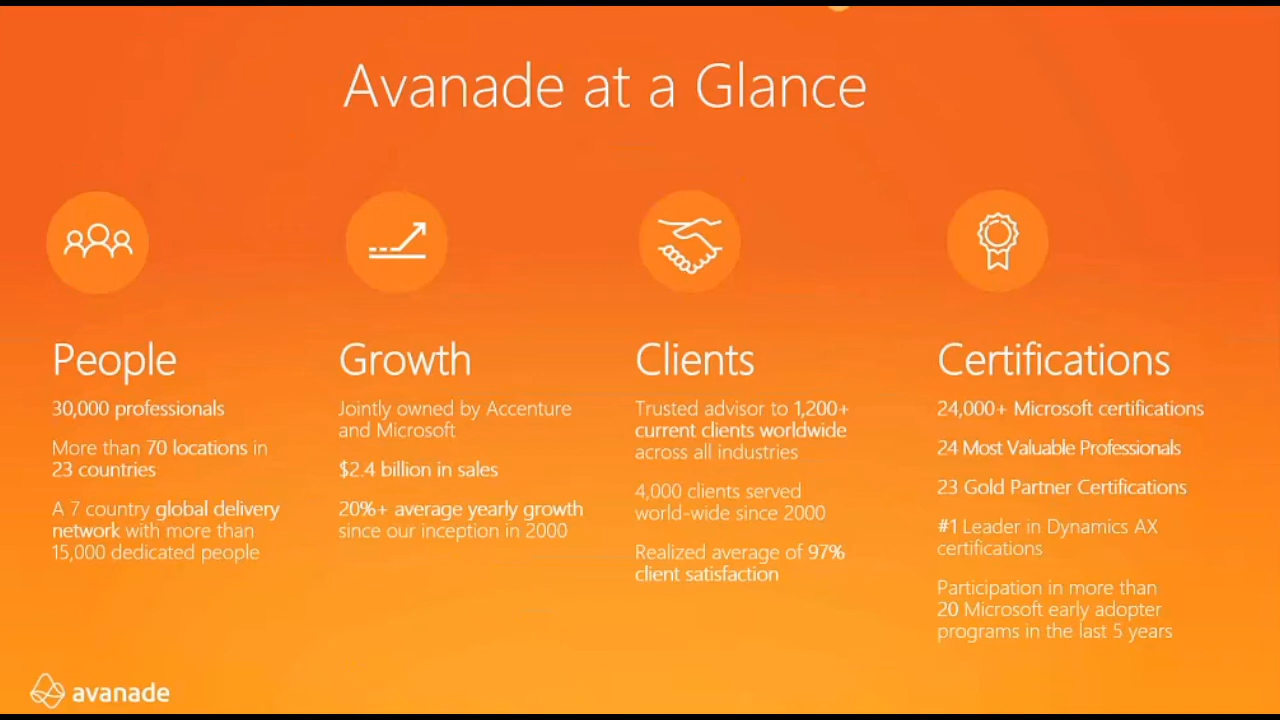 Avanade at a Glance
People
30,000 professionals
More than 70 locations in
23 countries
A 7 country global delivery
network with more than
15,000 dedicated people
Growth
Jointly owned by Accenture
and Microsoft
$2.4 billion in sales
20%+ average yearly growth
since our inception in 2000
Clients
Trusted advisor to 1,200+
current clients worldwide
across all industries
4,000 clients served
world-wide since 2000
Realized average of 97%
client satisfaction
Certifications
24,000+ Microsoft certifications
24 Most Valuable Professionals
23 Gold Partner Certifications
#1 Leader in Dynamics AX
certifications
Participation in more than
20 Microsoft early adopter
programs in the last 5 years
avanade